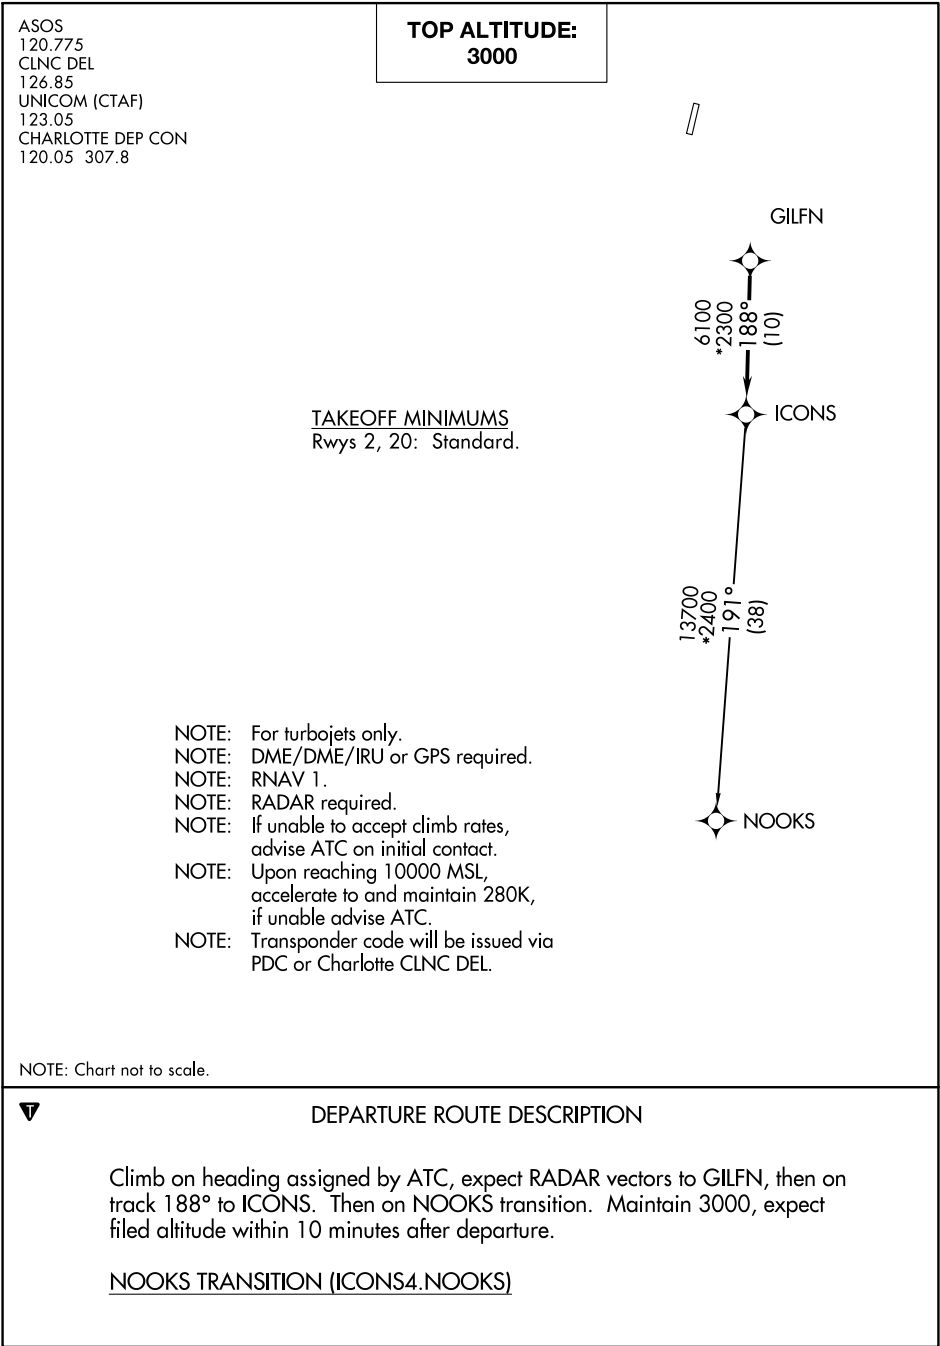 ASOS
120.775
CLNC DEL
126.85
UNICOM (CTAF)
123.05
CHARLOTTE DEP CON
120.05 307.8
TOP ALTITUDE:
3000
GILFN
6100
*2300
188°
(10)
ICONS
TAKEOFF MINIMUMS
Rwys 2, 20: Standard.
13700
*2400
191°
(38)
NOOKS
NOTE: For turbojets only.
NOTE: DME/DME/IRU or GPS required.
NOTE: RNAV 1.
NOTE: RADAR required.
NOTE: If unable to accept climb rates,
advise ATC on initial contact.
NOTE: Upon reaching 10000 MSL,
accelerate to and maintain 280K,
if unable advise ATC.
NOTE: Transponder code will be issued via
PDC or Charlotte CLNC DEL.
NOTE: Chart not to scale.
T
DEPARTURE ROUTE DESCRIPTION
Climb on heading assigned by ATC, expect RADAR vectors to GILFN, then on
track 188° to ICONS. Then on NOOKS transition. Maintain 3000, expect
filed altitude within 10 minutes after departure.
NOOKS TRANSITION (ICONS4.NOOKS)